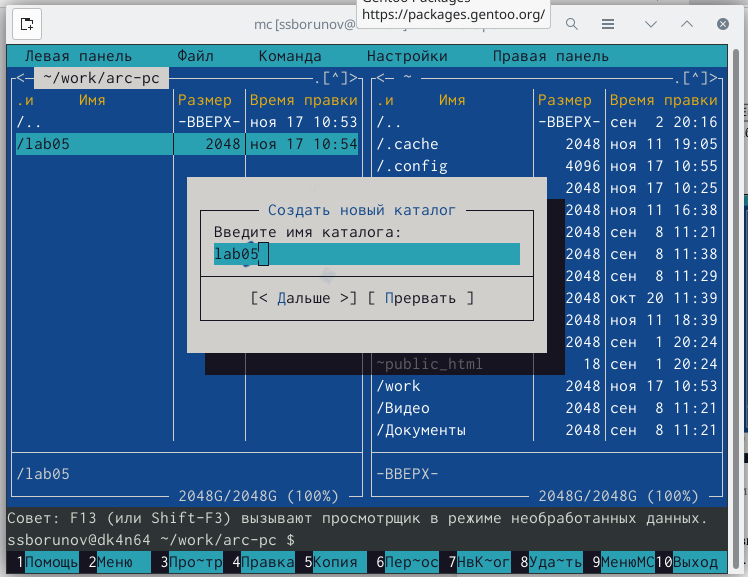 Gentoo Packages
https://packages.gentoo.org/
mc [ssborunov@
Левая панель Файл Команда Настройки Правая панель
<— ~/work/arc-pc .[^]> <— ~ .[^]>
.и Имя Размер Время правки .и Имя Размер Время правки
/.. -ВВЕРХ- ноя 17 10:53 /.. -ВВЕРХ- сен 2 20:16
/lab05 2048 ноя 17 10:54 /.cache 2048 ноя 11 19:05
/.config 4096 ноя 17 10:55
2048 ноя 17 10:25
Создать новый каталог 2048 ноя 11 16:38
Введите имя каталога: 2048 сен 8 11:21
lab05 2048 сен 8 11:38
2048 сен 8 11:29
[< Дальше >] [ Прервать ] 2048 окт 20 11:39
2048 ноя 11 18:39
2048 сен 1 20:24
~public_html 18 сен 1 20:24
/work 2048 ноя 17 10:53
/Видео 2048 сен 8 11:21
/Документы 2048 сен 8 11:21
/lab05 -ВВЕРХ-
2048G/2048G (100%) 2048G/2048G (100%)
Совет: F13 (или Shift-F3) вызывают просмотрщик в режиме необработанных данных.
ssborunov@dk4n64 ~/work/arc-pc $
1Помощь 2Меню 3Про~тр 4Правка 5Копия 6Пер~ос 7НвК~ог 8Уда~ть 9МенюMC 10Выход